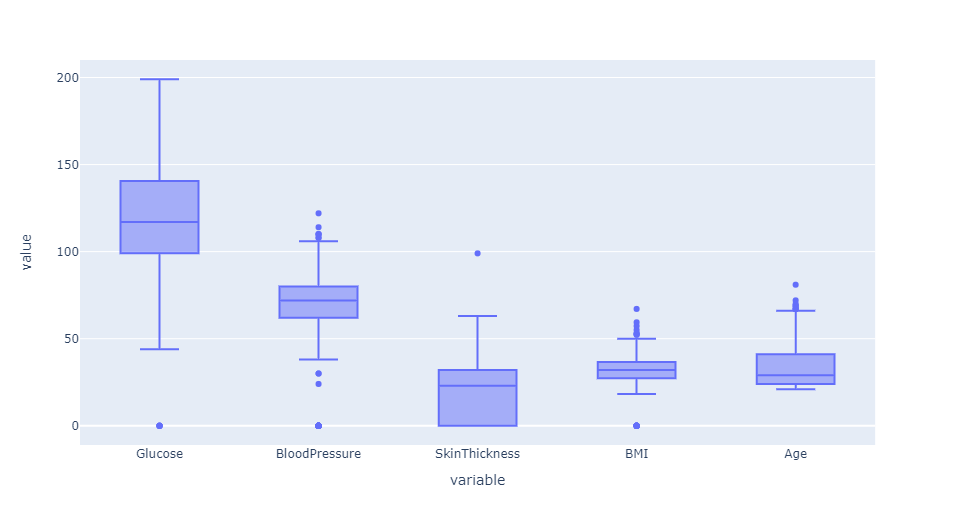 value
200
150
100
50
0
Glucose
BloodPressure
SkinThickness
BMI
Age
variable